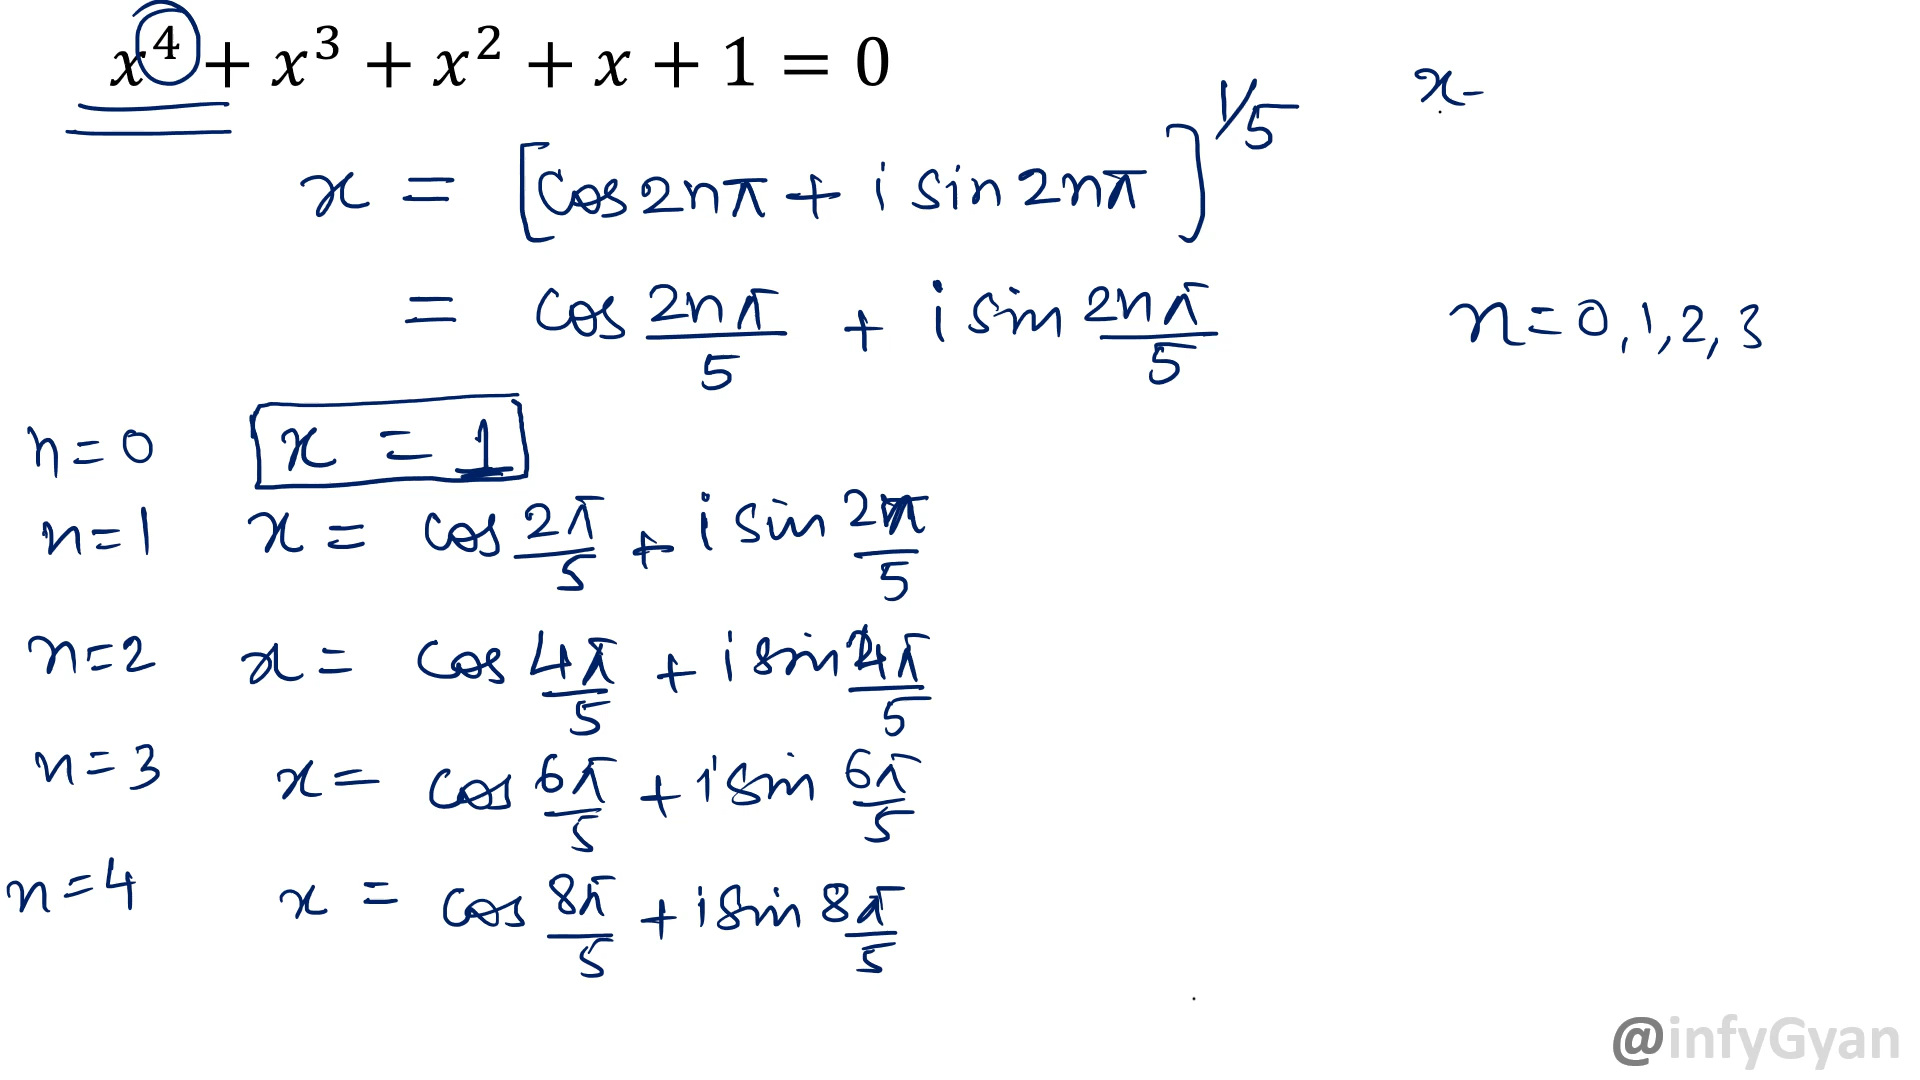 x⁴ + x³ + x² + x + 1 = 0
x-
x = [cos 2nπ + i sin 2nπ]^1/5
= cos 2nπ/5 + i sin 2nπ/5 n = 0, 1, 2, 3
n = 0 x = 1
n = 1 x = cos 2π/5 + i sin 2π/5
n = 2 x = cos 4π/5 + i sin 4π/5
n = 3 x = cos 6π/5 + i sin 6π/5
n = 4 x = cos 8π/5 + i sin 8π/5
@infyGyan